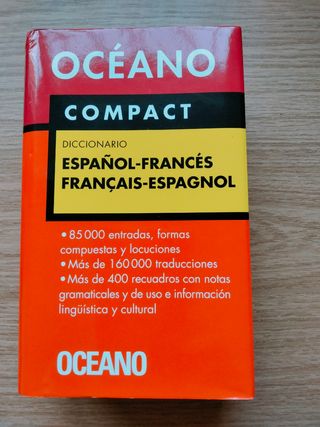 OCÉANO
COMPACT
DICCIONARIO
ESPAÑOL-FRANCÉS
FRANÇAIS-ESPAGNOL
• 85 000 entradas, formas
compuestas y locuciones
• Más de 160 000 traducciones
• Más de 400 recuadros con notas
gramaticales y de uso e información
lingüística y cultural
OCEANO